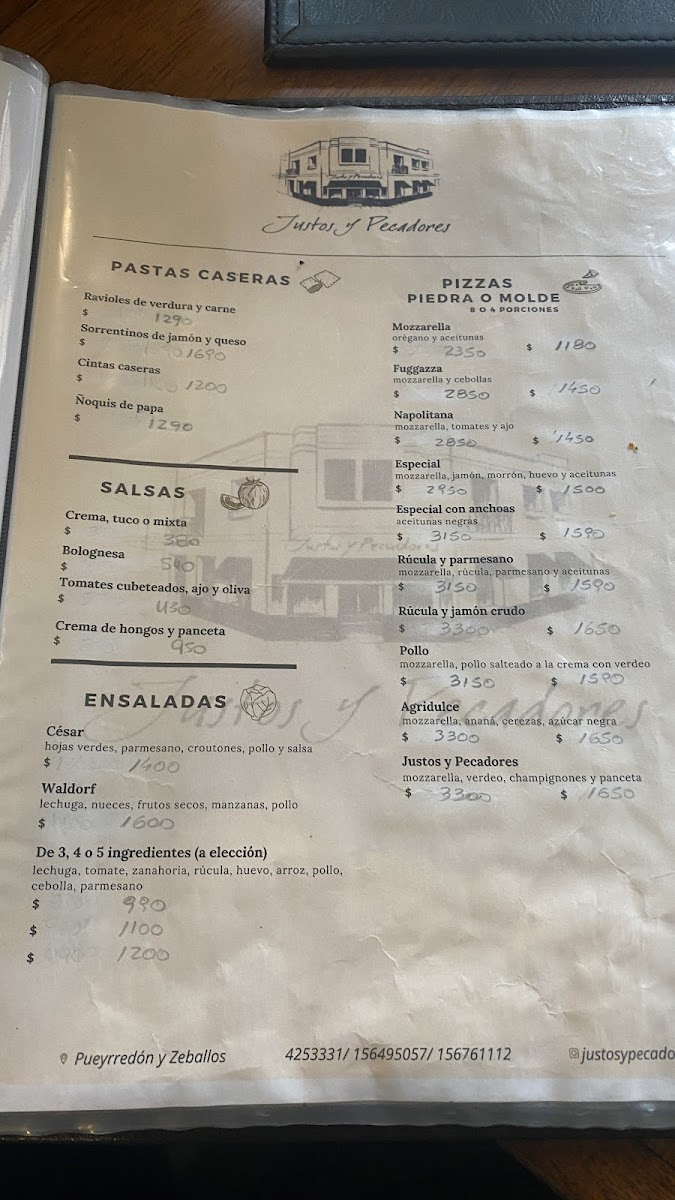 Justos y Pecadores
PASTAS CASERAS
Ravioles de verdura y carne
$ 1290
Sorrentinos de jamón y queso
$ 1690
Cintas caseras
$ 1200
Ñoquis de papa
$ 1290
SALSAS
Crema, tuco o mixta
$ 380
Bolognesa
$ 540
Tomates cubeteados, ajo y oliva
$ 430
Crema de hongos y panceta
$ 950
ENSALADAS
César
hojas verdes, parmesano, croutones, pollo y salsa
$ 1400
Waldorf
lechuga, nueces, frutos secos, manzanas, pollo
$ 1600
De 3, 4 o 5 ingredientes (a elección)
lechuga, tomate, zanahoria, rúcula, huevo, arroz, pollo,
cebolla, parmesano
$ 990
$ 1100
$ 1200
PIZZAS
PIEDRA O MOLDE
8 O 4 PORCIONES
Mozzarella
orégano y aceitunas
$ 2350 $ 1180
Fuggazza
mozzarella y cebollas
$ 2850 $ 1450
Napolitana
mozzarella, tomates y ajo
$ 2850 $ 1450
Especial
mozzarella, jamón, morrón, huevo y aceitunas
$ 2950 $ 1500
Especial con anchoas
aceitunas negras
$ 3150 $ 1590
Rúcula y parmesano
mozzarella, rúcula, parmesano y aceitunas
$ 3150 $ 1590
Rúcula y jamón crudo
$ 3300 $ 1650
Pollo
mozzarella, pollo salteado a la crema con verdeo
$ 3150 $ 1590
Agridulce
mozzarella, ananá, cerezas, azúcar negra
$ 3300 $ 1650
Justos y Pecadores
mozzarella, verdeo, champignones y panceta
$ 3300 $ 1650
Justos y Pecadores
Pueyrredón y Zeballos 4253331/ 156495057/ 156761112 justosypecado